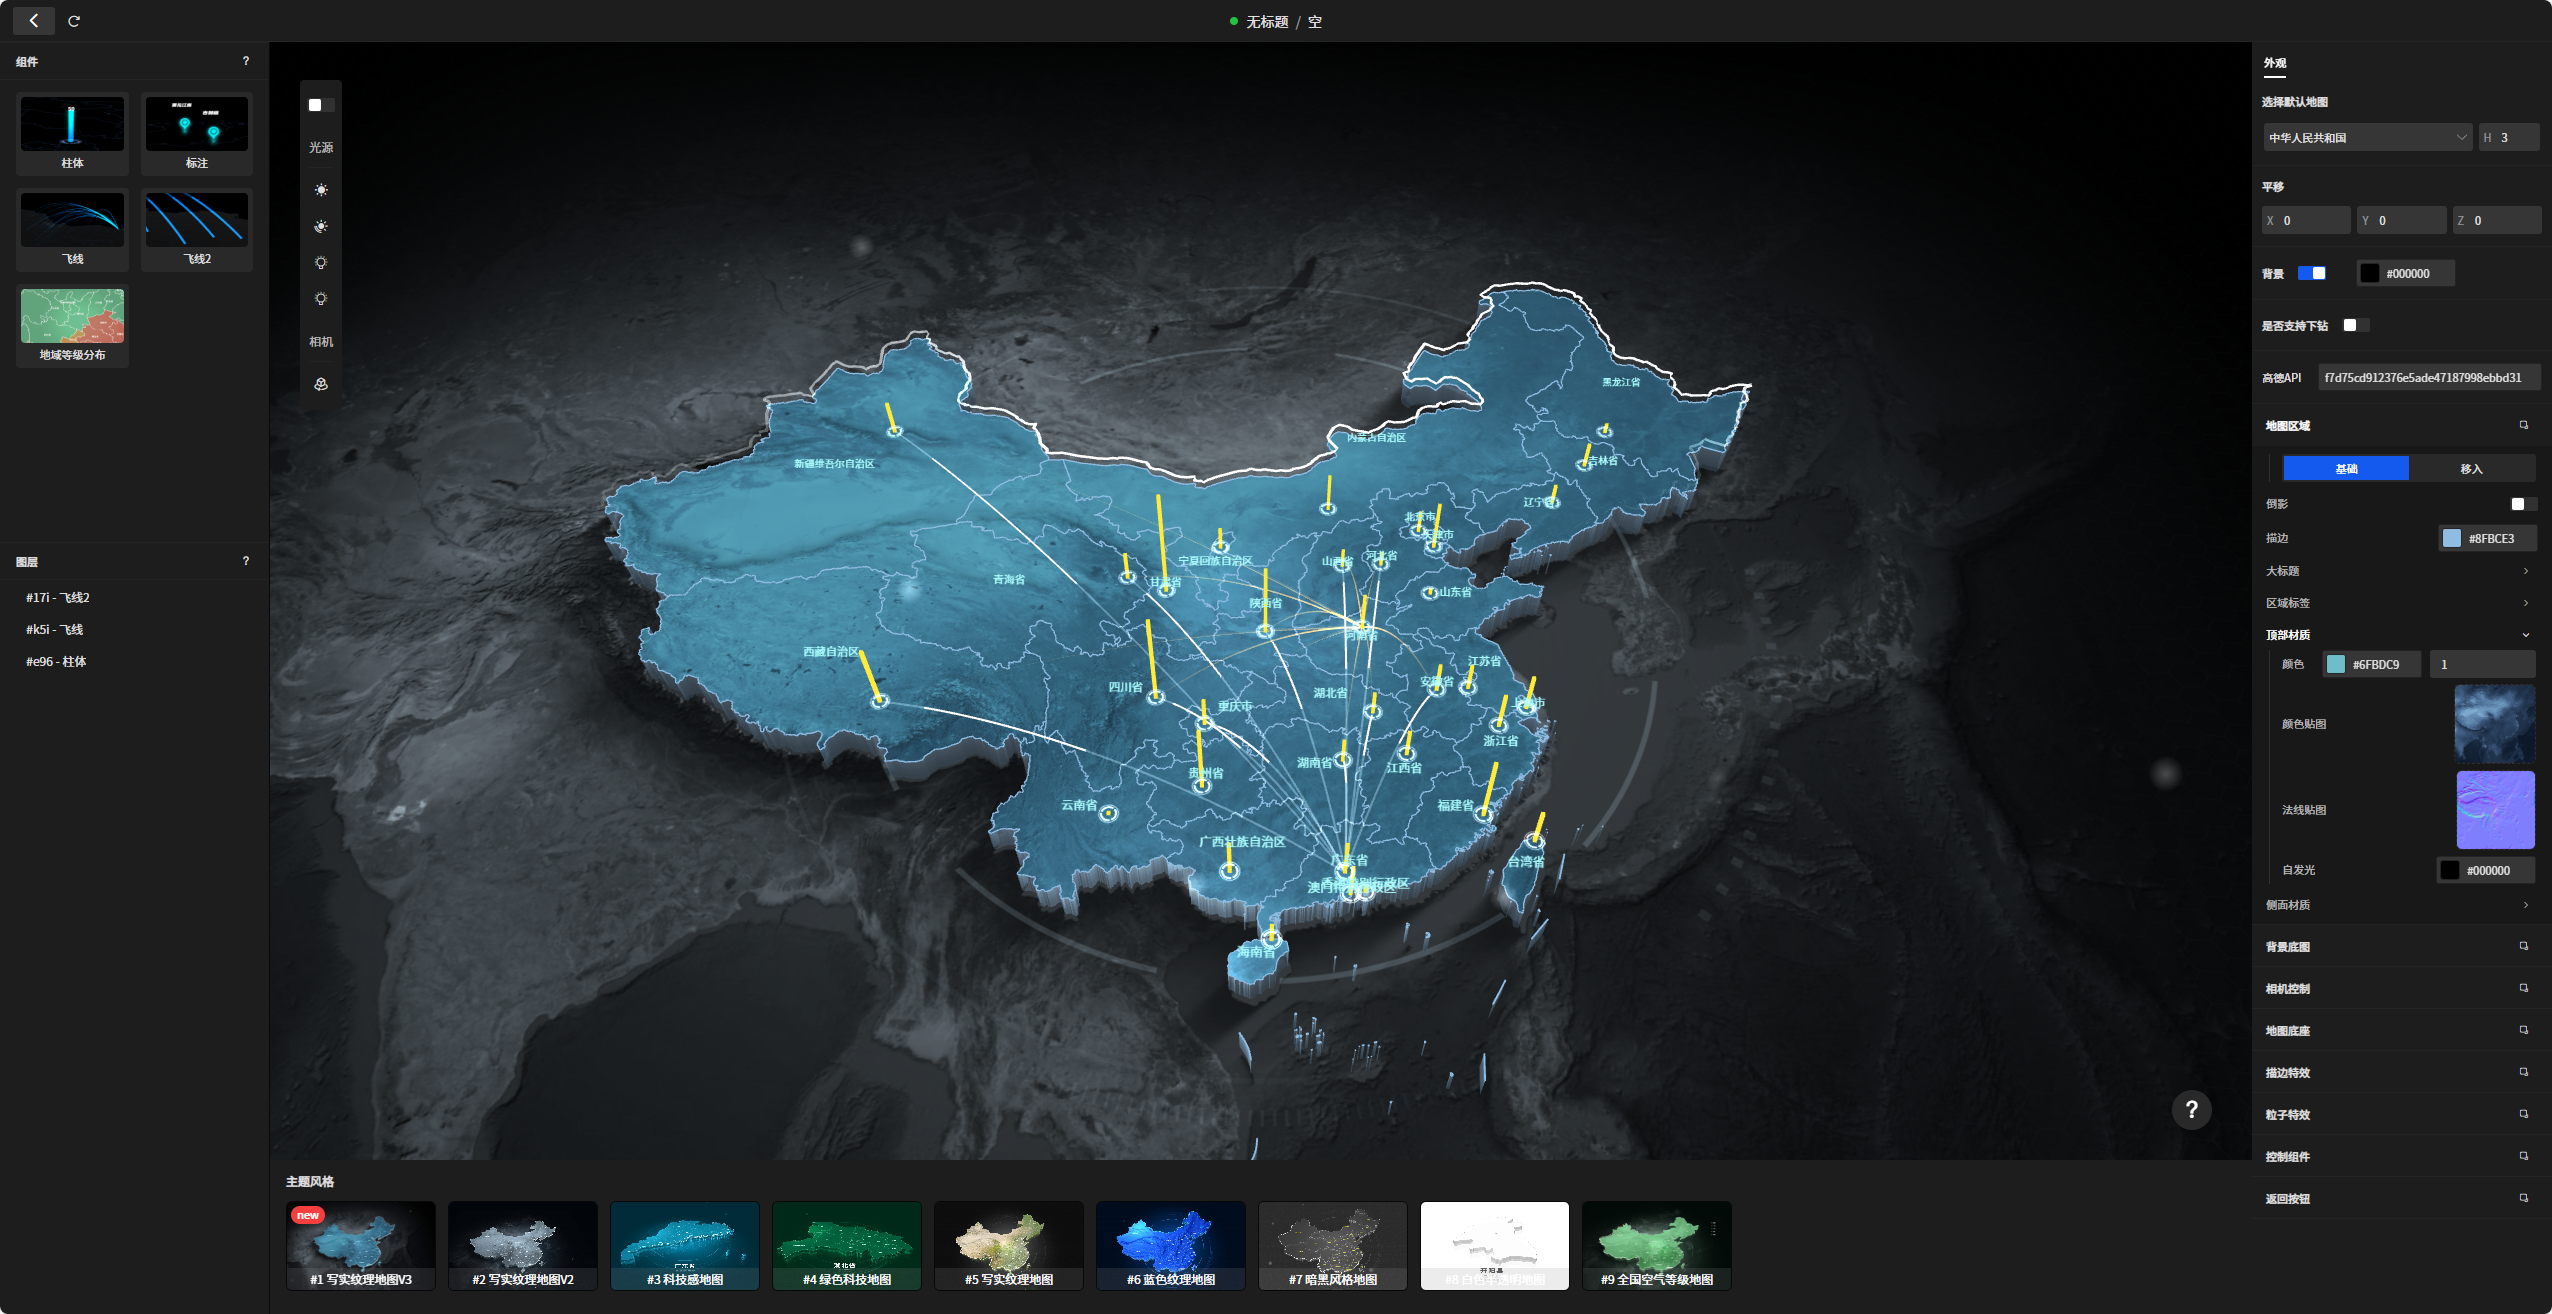 无标题 / 空
组件
?
柱体
标注
飞线
飞线2
地域等级分布
图层
?
#17i - 飞线2
#k5i - 飞线
#e96 - 柱体
光源
相机
黑龙江省
内蒙古自治区
吉林省
新疆维吾尔自治区
辽宁省
北京市
天津市
河北省
山西省
宁夏回族自治区
青海省
甘肃省
山东省
陕西省
河南省
西藏自治区
江苏省
四川省
安徽省
湖北省
重庆市
上海市
浙江省
湖南省
江西省
贵州省
云南省
福建省
广西壮族自治区
广东省
台湾省
海南省
?
主题风格
new
#1 写实纹理地图V3
#2 写实纹理地图V2
#3 科技感地图
#4 绿色科技地图
#5 写实纹理地图
#6 蓝色纹理地图
#7 暗黑风格地图
#8 白色半透明地图
#9 全国空气等级地图
外观
选择默认地图
中华人民共和国
H 3
平移
X 0
Y 0
Z 0
背景
#000000
是否支持下钻
高德API
f7d75cd912376e5ade47187998ebbd31
地图区域
基础
移入
倒影
描边
#8FBCE3
大标题
区域标签
顶部材质
颜色
#6FBDC9
1
颜色贴图
法线贴图
自发光
#000000
侧面材质
背景底图
相机控制
地图底座
描边特效
粒子特效
控制组件
返回按钮